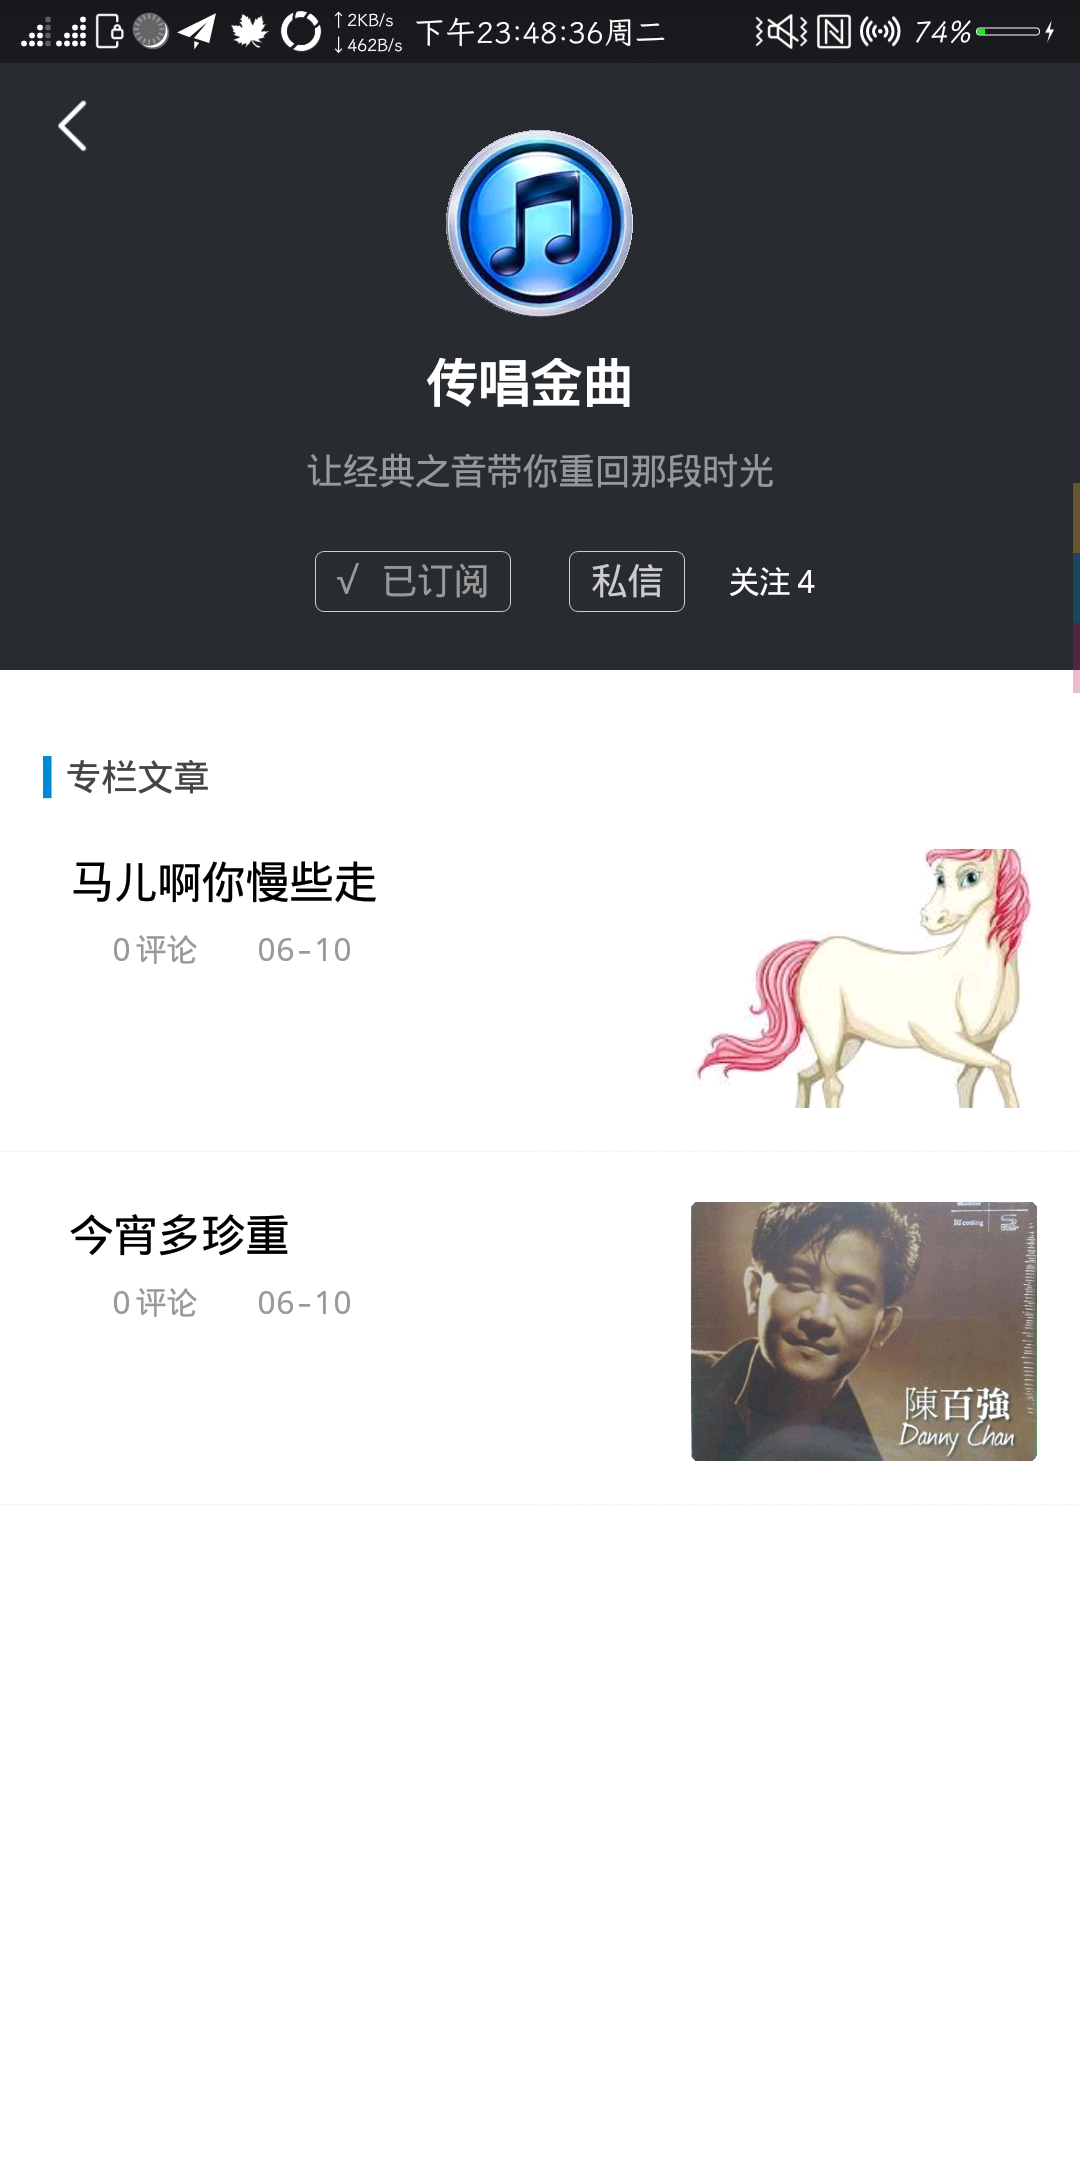 ↑2KB/s
↓462B/s
下午23:48:36周二
74%
传唱金曲
让经典之音带你重回那段时光
√ 已订阅
私信
关注 4
专栏文章
马儿啊你慢些走
0 评论 06-10
今宵多珍重
0 评论 06-10
陳百強
Danny Chan